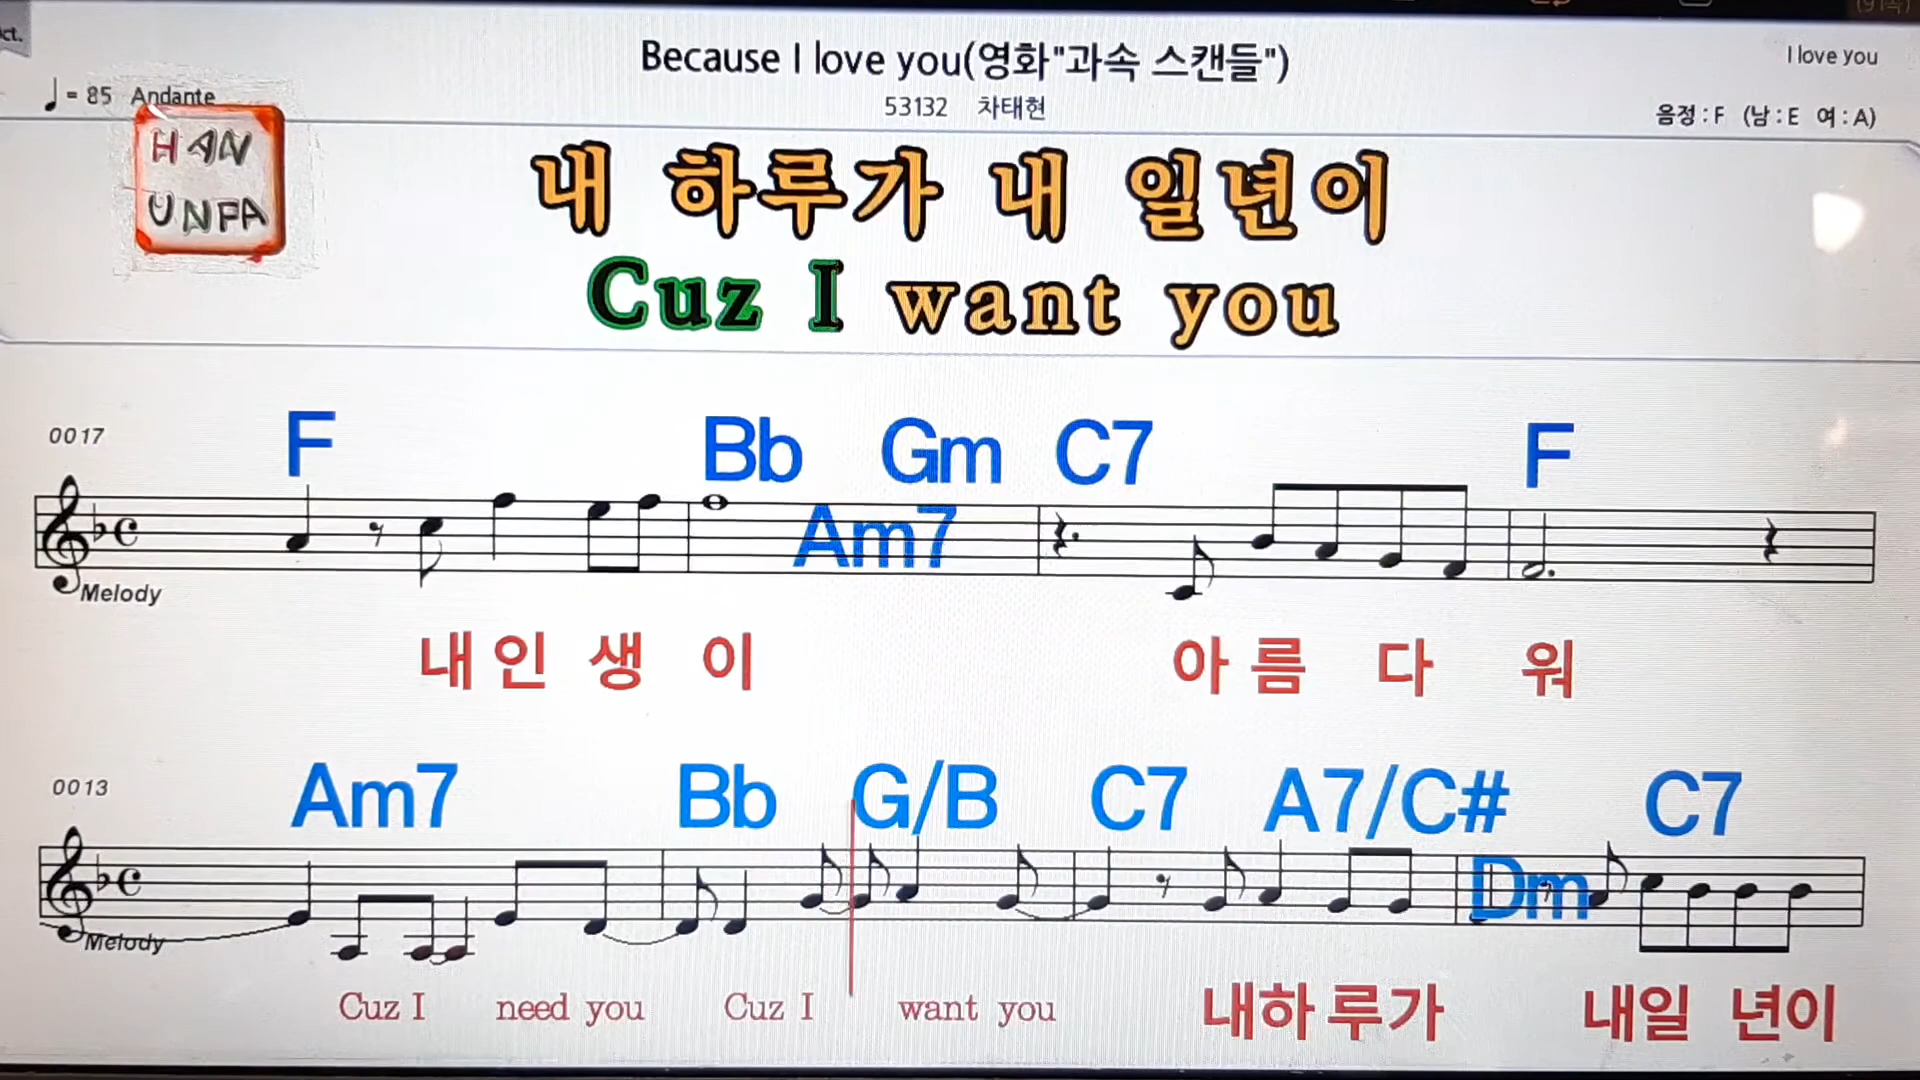 ct.
Because I love you(영화"과속 스캔들")
I love you
♩= 85 Andante
53132 차태현
음정 : F (남 : E 여 : A)
HAN
UNPA
내 하루가 내 일년이
Cuz I want you
0017
F Bb Gm C7 F
Am7
Melody
내 인 생 이 아 름 다 워
0013
Am7 Bb G/B C7 A7/C# C7
Dm
Melody
Cuz I need you Cuz I want you 내하 루가 내일 년이